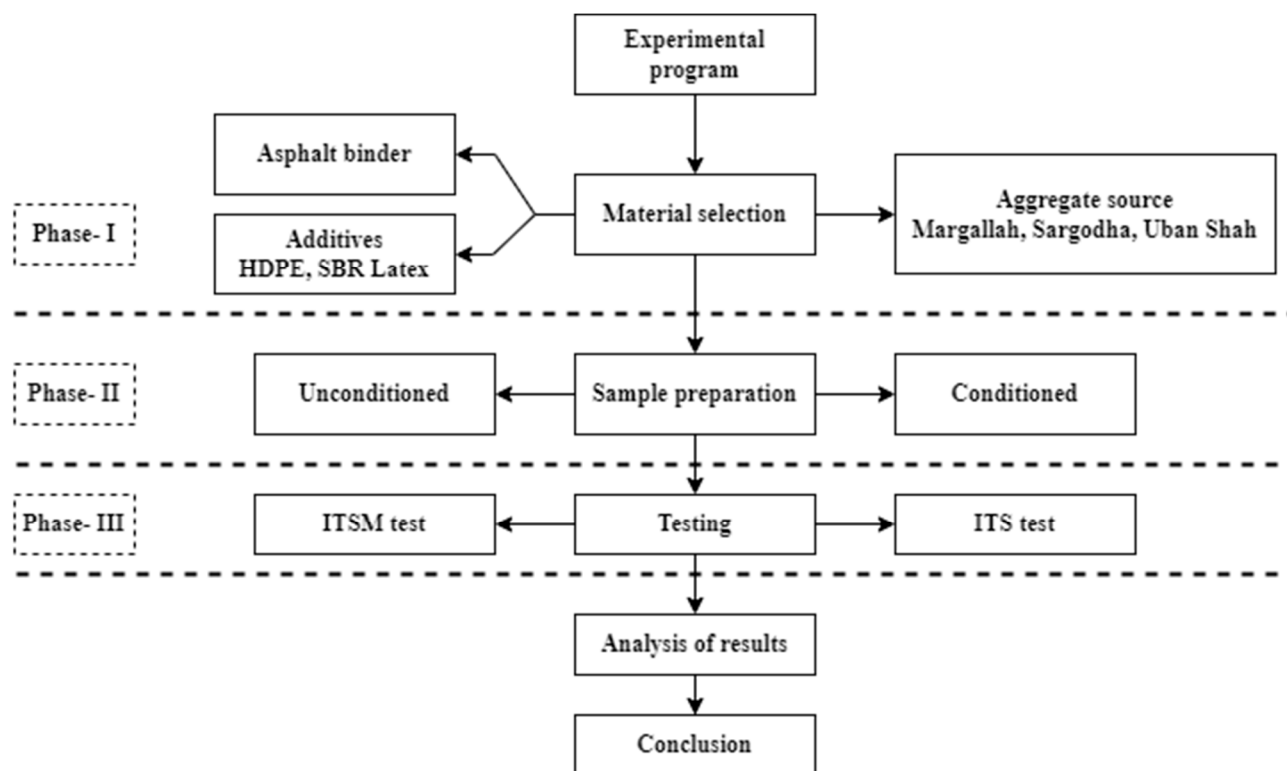 Experimental
program
Asphalt binder
Phase- I
Material selection
Additives
HDPE, SBR Latex
Aggregate source
Margallah, Sargodha, Uban Shah
Phase- II
Unconditioned
Sample preparation
Conditioned
Phase- III
ITSM test
Testing
ITS test
Analysis of results
Conclusion